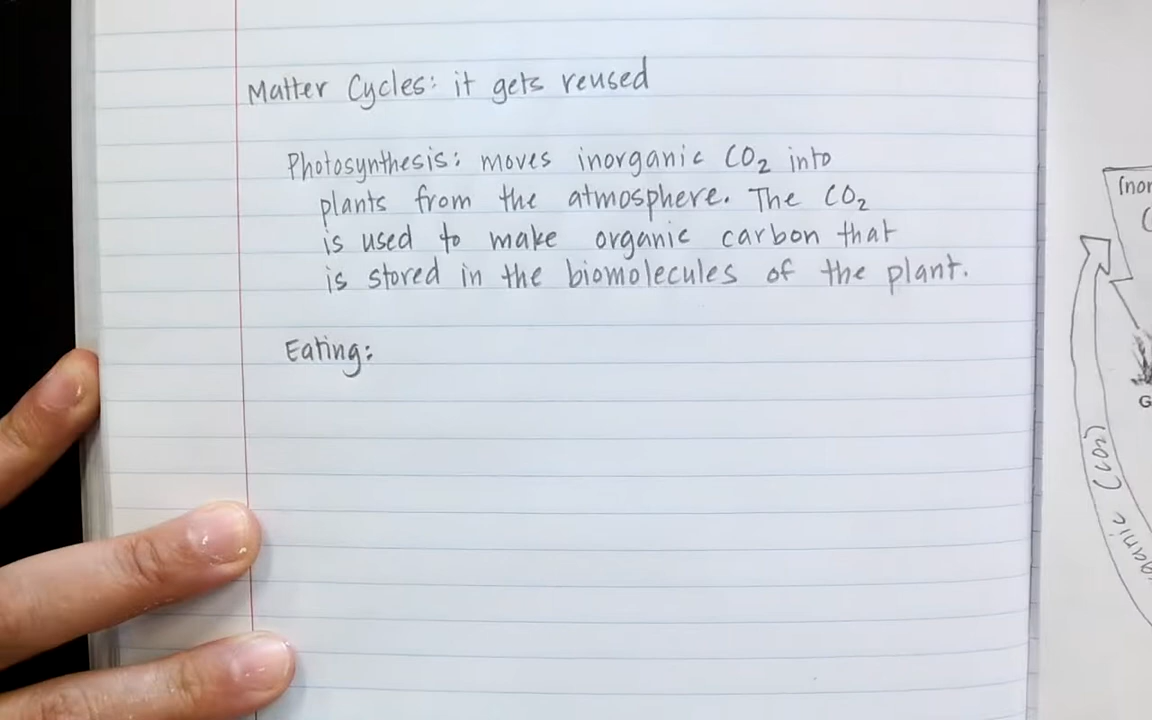 Matter Cycles: it gets reused
Photosynthesis: moves inorganic CO₂ into
plants from the atmosphere. The CO₂
is used to make organic carbon that
is stored in the biomolecules of the plant.
Eating:
(CO₂)
G